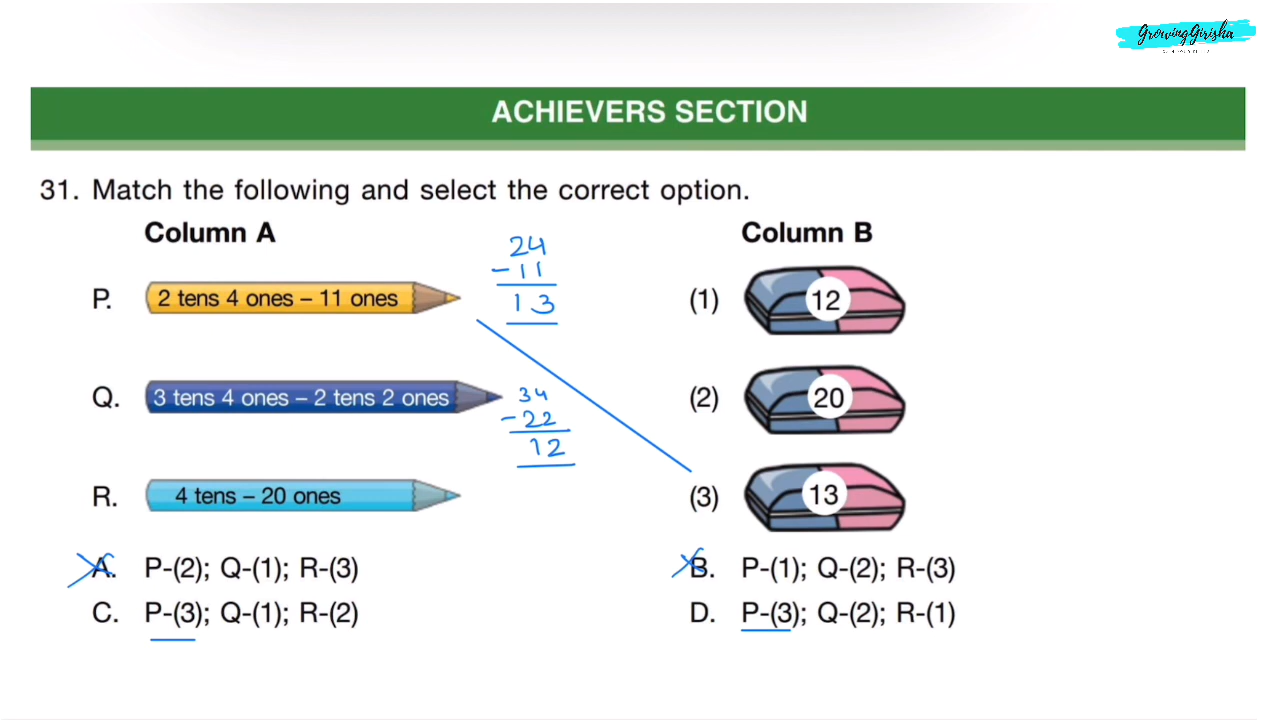 GrowingGirisha
ACHIEVERS SECTION
31. Match the following and select the correct option.
Column A
Column B
24
P. 2 tens 4 ones – 11 ones
-11
(1) 12
13
Q. 3 tens 4 ones – 2 tens 2 ones
34
-22
(2) 20
12
R. 4 tens – 20 ones
(3) 13
A. P-(2); Q-(1); R-(3)
B. P-(1); Q-(2); R-(3)
C. P-(3); Q-(1); R-(2)
D. P-(3); Q-(2); R-(1)